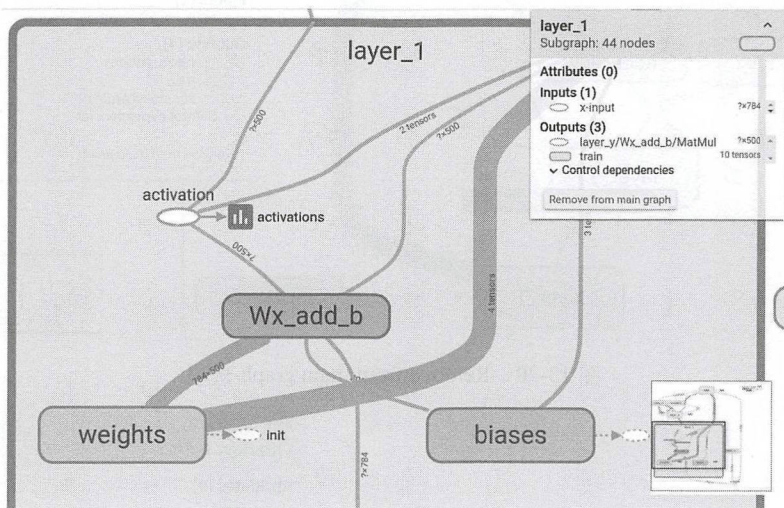 layer_1
Subgraph: 44 nodes
Attributes (0)
Inputs (1)
x-input ?×784
Outputs (3)
layer_y/Wx_add_b/MatMul ?×500
train 10 tensors
Control dependencies
Remove from main graph
layer_1
?×500
2 tensors
?×500
activation
activations
?×500
4 tensors
Wx_add_b
784×500
weights
init
biases
?×784